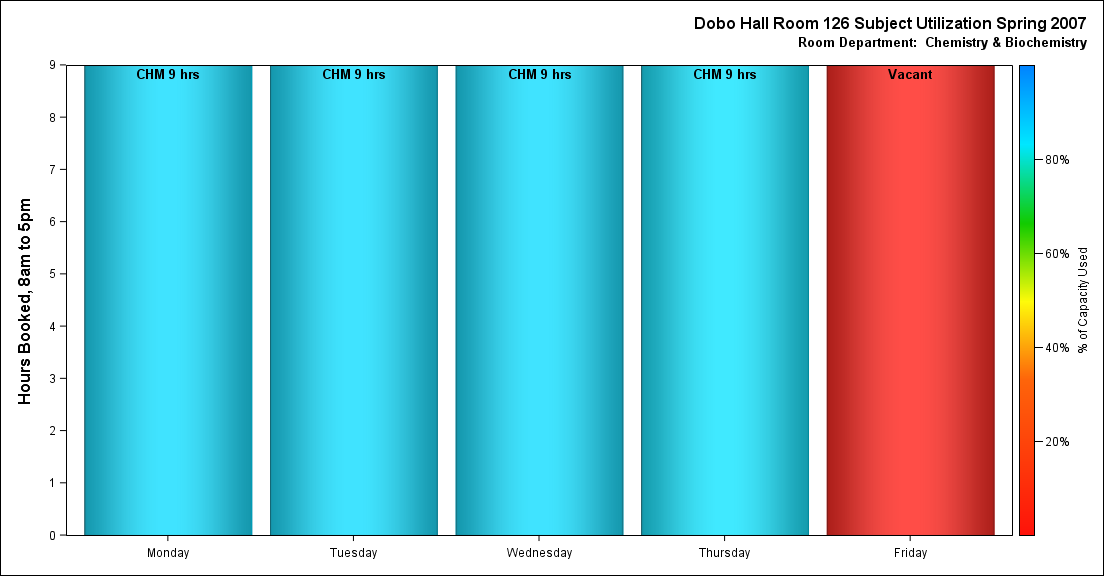 Dobo Hall Room 126 Subject Utilization Spring 2007
Room Department:  Chemistry & Biochemistry
Hours Booked, 8am to 5pm
9
8
7
6
5
4
3
2
1
0
CHM 9 hrs
CHM 9 hrs
CHM 9 hrs
CHM 9 hrs
Vacant
Monday
Tuesday
Wednesday
Thursday
Friday
80%
60%
40%
20%
% of Capacity Used